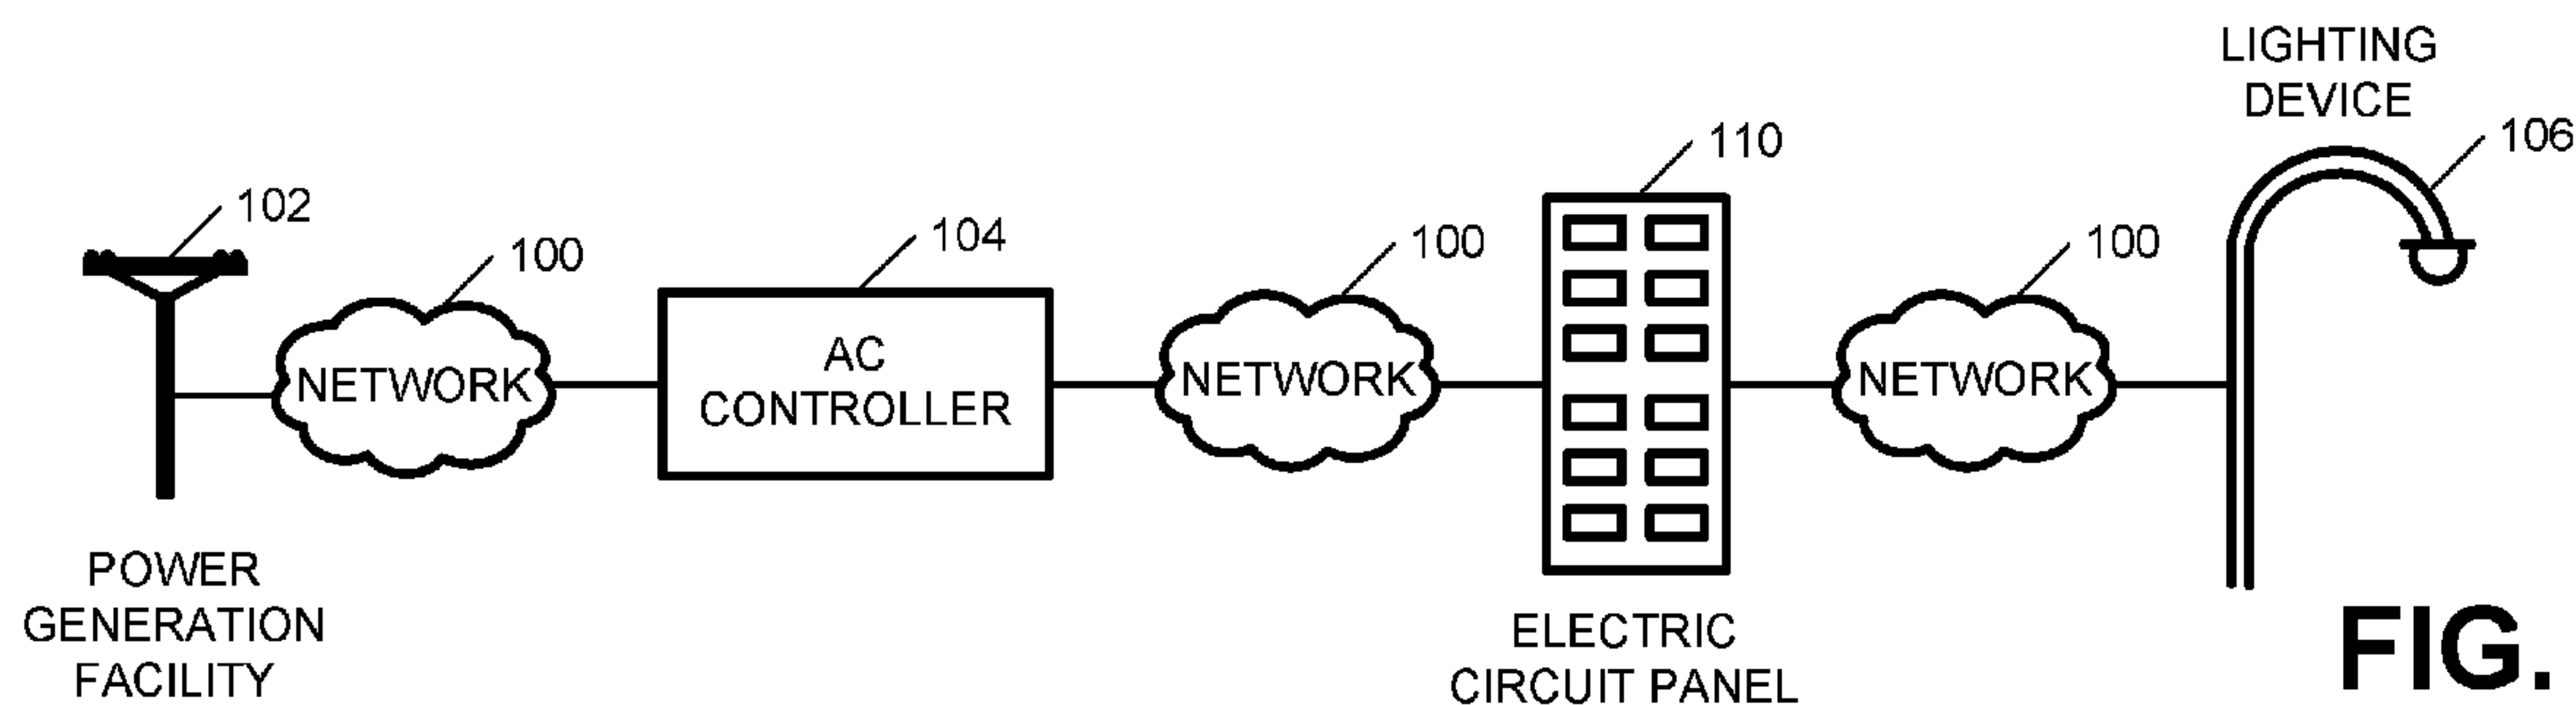 LIGHTING
DEVICE
106
110
102
100
104
100
100
NETWORK
AC
CONTROLLER
NETWORK
NETWORK
POWER
GENERATION
FACILITY
ELECTRIC
CIRCUIT PANEL
FIG.